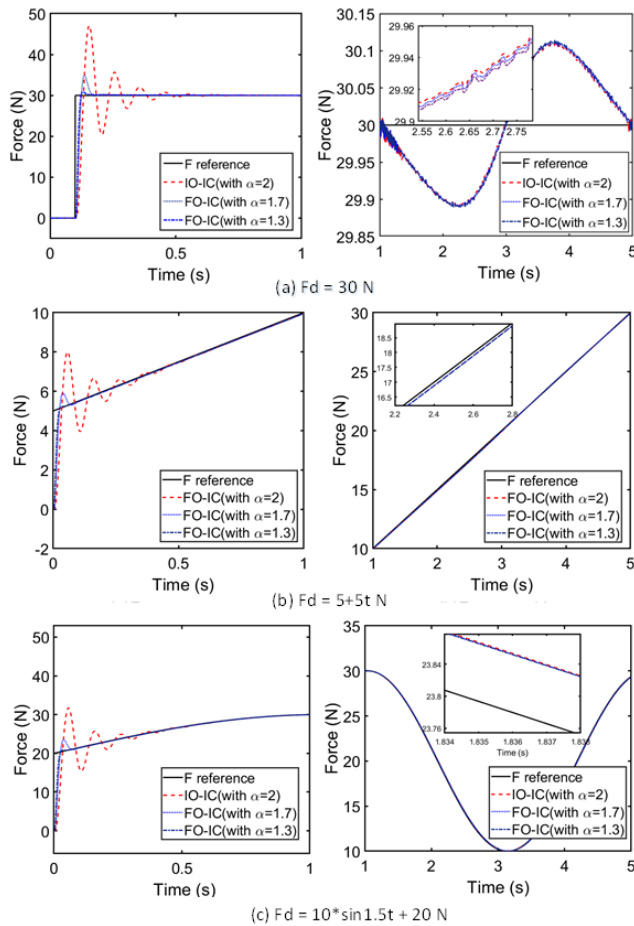 50
40
30
20
10
0
Force (N)
F reference
IO-IC(with α=2)
FO-IC(with α=1.7)
FO-IC(with α=1.3)
0 0.5 1
Time (s)
30.15
30.1
30.05
30
29.95
29.9
29.85
Force (N)
29.96
29.94
29.92
29.9
2.55 2.6 2.65 2.7 2.75
F reference
IO-IC(with α=2)
FO-IC(with α=1.7)
FO-IC(with α=1.3)
1 2 3 4 5
Time (s)
(a) Fd = 30 N
10
8
6
4
2
0
-2
Force (N)
F reference
FO-IC(with α=2)
FO-IC(with α=1.7)
FO-IC(with α=1.3)
0 0.5 1
Time (s)
30
25
20
15
10
Force (N)
18.5
18
17.5
17
16.5
2.2 2.4 2.6 2.8
F reference
FO-IC(with α=2)
FO-IC(with α=1.7)
FO-IC(with α=1.3)
1 2 3 4 5
Time (s)
(b) Fd = 5+5t N
50
40
30
20
10
0
Force (N)
F reference
IO-IC(with α=2)
FO-IC(with α=1.7)
FO-IC(with α=1.3)
0 0.5 1
Time (s)
35
30
25
20
15
10
Force (N)
23.84
23.8
23.76
1.834 1.835 1.836 1.837 1.838
Time (s)
F reference
IO-IC(with α=2)
FO-IC(with α=1.7)
FO-IC(with α=1.3)
1 2 3 4 5
Time (s)
(c) Fd = 10*sin1.5t + 20 N